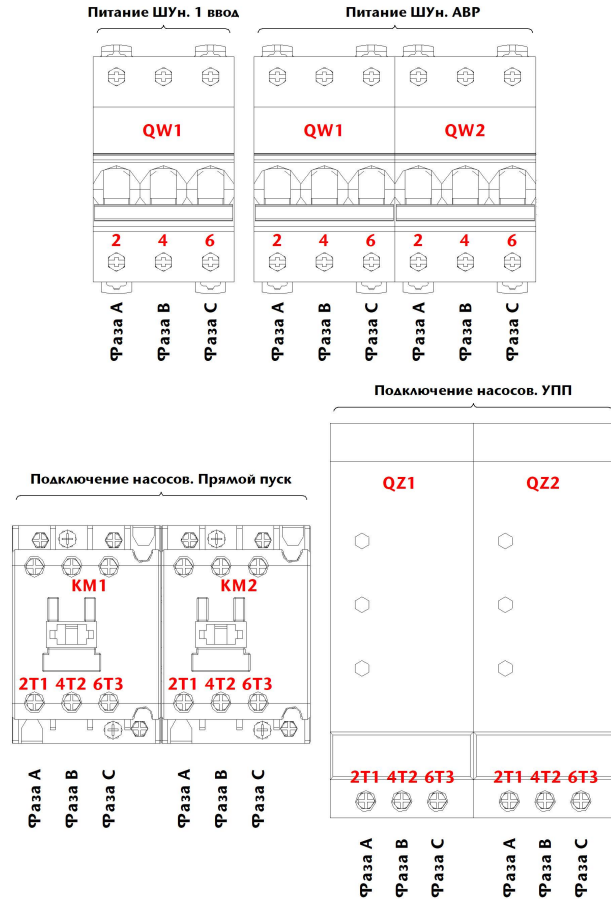 Питание ШУн. 1 ввод
Питание ШУн. АВР
QW1
QW1
QW2
2 4 6
2 4 6
2 4 6
Фаза A
Фаза B
Фаза C
Фаза A
Фаза B
Фаза C
Фаза A
Фаза B
Фаза C
Подключение насосов. УПП
Подключение насосов. Прямой пуск
QZ1
QZ2
KM1
KM2
2T1 4T2 6T3
2T1 4T2 6T3
2T1 4T2 6T3
2T1 4T2 6T3
Фаза A
Фаза B
Фаза C
Фаза A
Фаза B
Фаза C
Фаза A
Фаза B
Фаза C
Фаза A
Фаза B
Фаза C